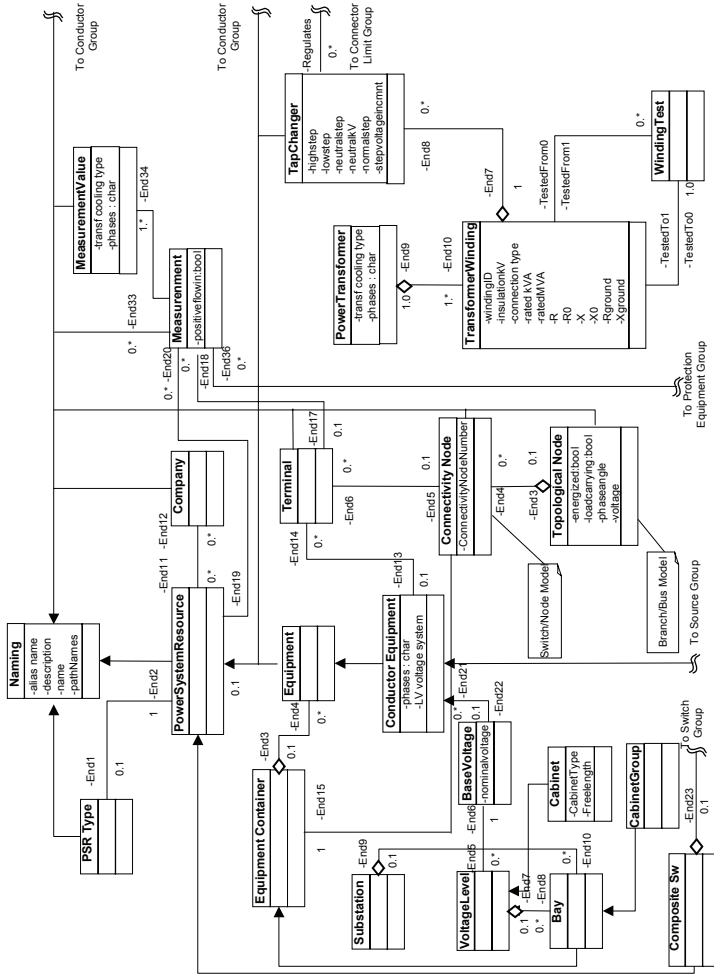 Naming
-alias name
-description
-name
-pathNames
PSR Type
-End1
0.1
-End2
1
PowerSystemResource
0.1
-End11
0.*
-End12
0.*
-End19
Company
0.*
-End20
0.*
-End18
-End36
0.*
-End33
0.*
Measurenment
-positiveflowin:bool
1.*
-End34
MeasurementValue
-transf cooling type
-phases : char
To Conductor
Group
To Conductor
Group
Equipment Container
-End3
0.1
-End4
0.*
-End15
1
Equipment
Terminal
-End14
0.*
-End17
0.1
-End6
0.*
Conductor Equipment
-phases : char
-LV voltage system
-End13
0.1
-End5
0.1
Connectivity Node
-ConnectivityNodeNumber
-End4
0.*
-End3
0.1
Topological Node
-energized:bool
-loadcarrying:bool
-phaseangle
-voltage
Switch/Node Model
Branch/Bus Model
To Source Group
To Protection
Equipment Group
PowerTransformer
-transf cooling type
-phases : char
-End9
1.0
-End10
1.*
TransformerWinding
-windingID
-insulationkV
-connection type
-rated kVA
-ratedMVA
-R
-R0
-X
-X0
-Rground
-Xground
-End7
1
-End8
0.*
TapChanger
-highstep
-lowstep
-neutralstep
-neutralkV
-normalstep
-stepvoltageincmnt
-Regulates
0.*
To Connector
Limit Group
-TestedFrom0
-TestedFrom1
0.*
WindingTest
1.0
-TestedTo1
-TestedTo0
Substation
-End9
0.1
VoltageLevel
-End5
0.*
-End6
1
BaseVoltage
-nominalvoltage
-End21
0.*
0.1
-End22
-End7
0.1
-End8
0.*
Cabinet
-CabinetType
-Freelength
Bay
0.*
-End10
CabinetGroup
Composite Sw
-End23
0.1
To Switch
Group